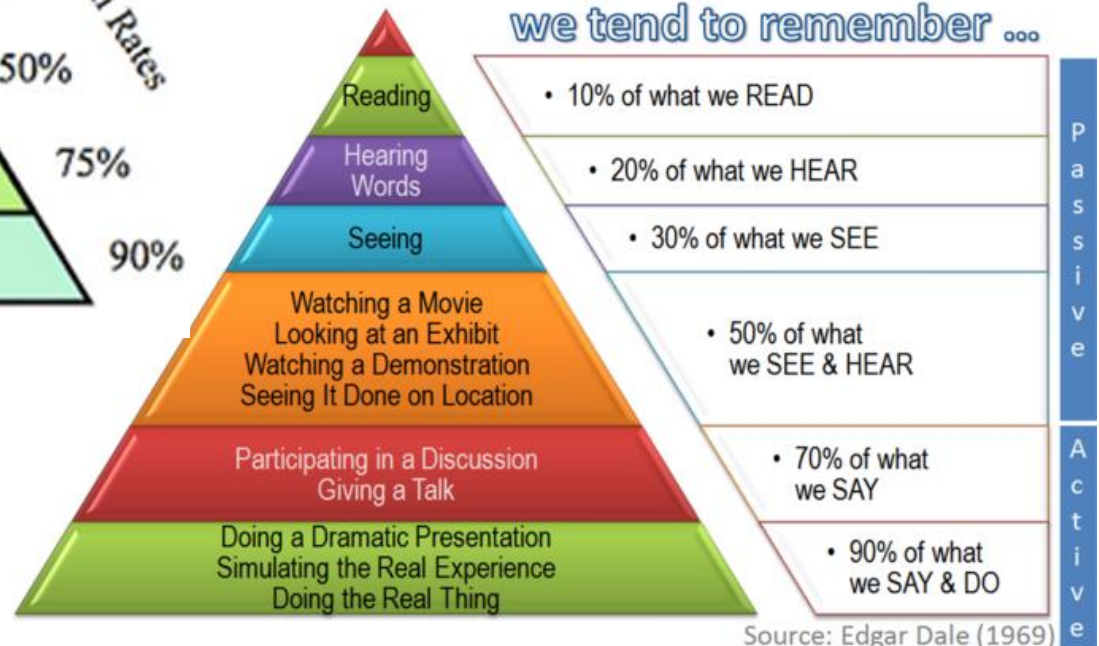 Rates
50%
75%
90%
we tend to remember ...
Reading
Hearing
Words
Seeing
Watching a Movie
Looking at an Exhibit
Watching a Demonstration
Seeing It Done on Location
Participating in a Discussion
Giving a Talk
Doing a Dramatic Presentation
Simulating the Real Experience
Doing the Real Thing
• 10% of what we READ
• 20% of what we HEAR
• 30% of what we SEE
• 50% of what
we SEE & HEAR
• 70% of what
we SAY
• 90% of what
we SAY & DO
Passive
Active
Source: Edgar Dale (1969)